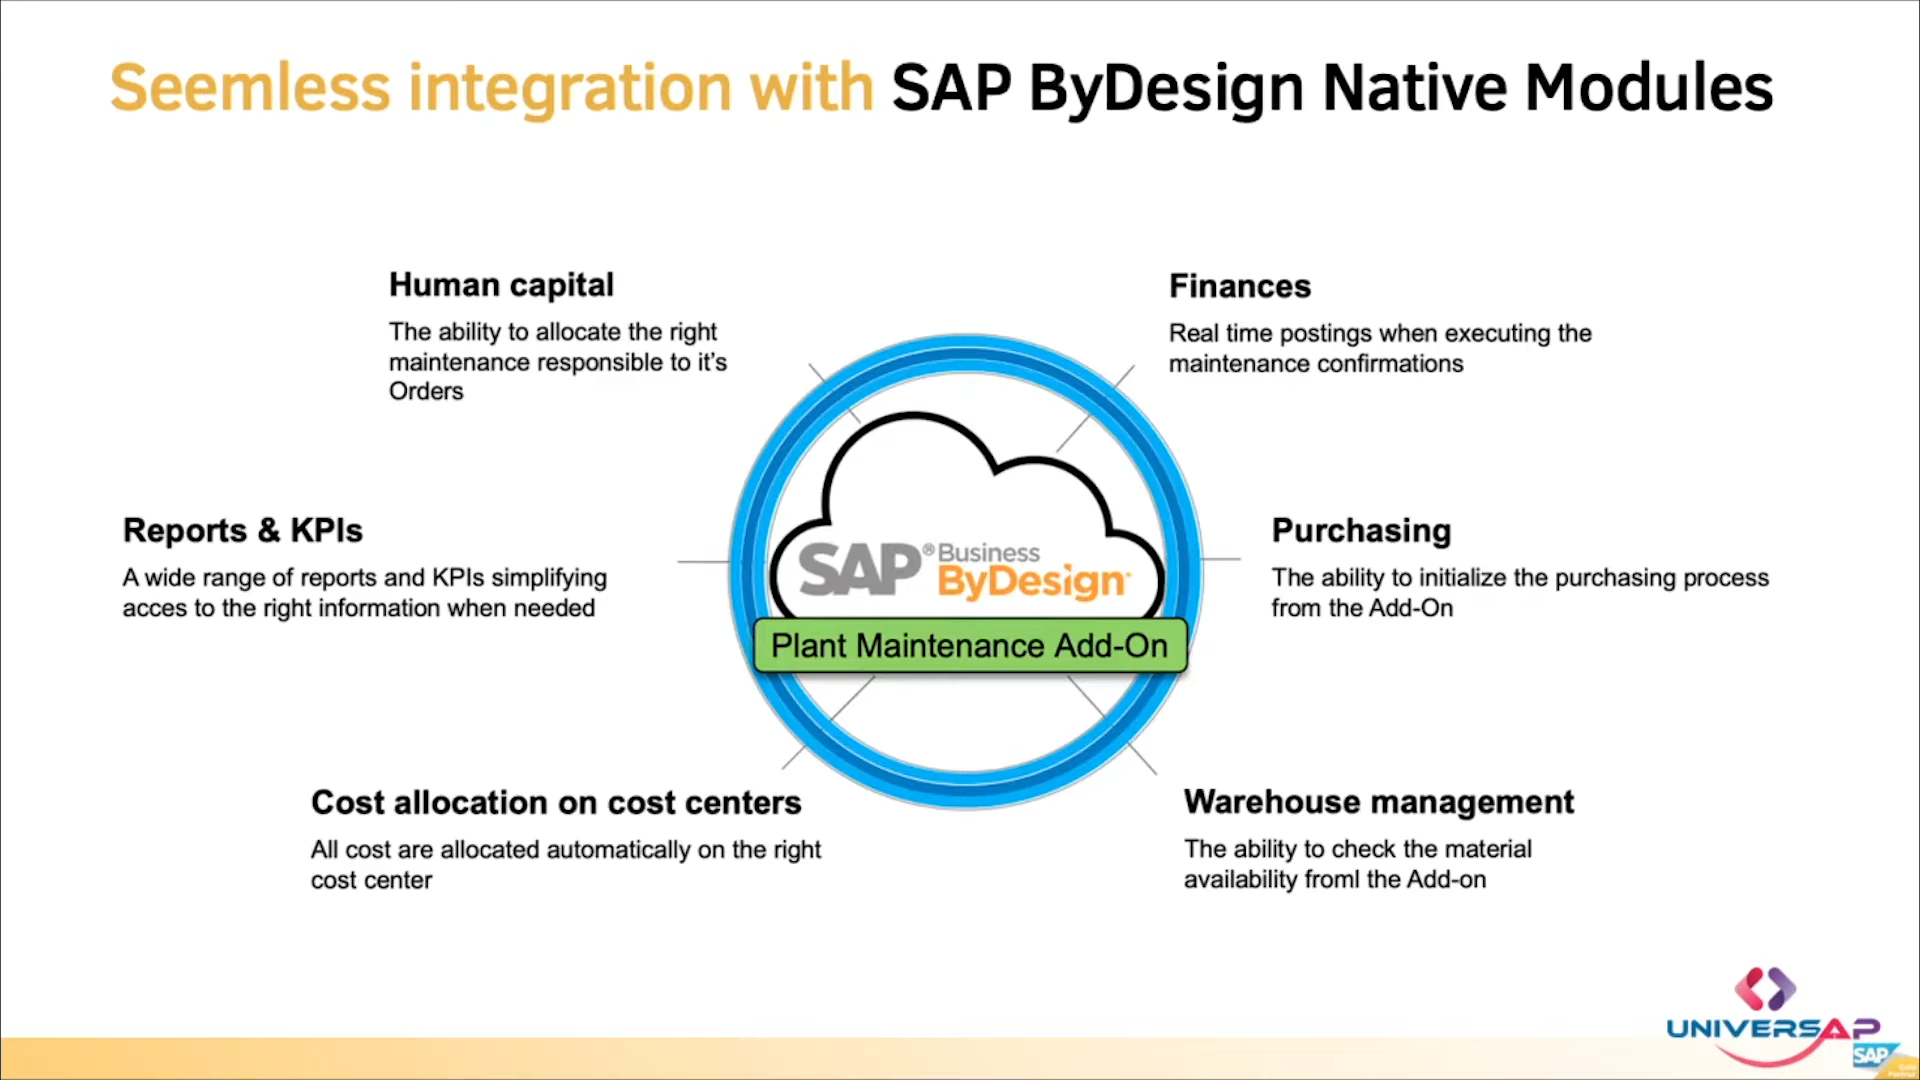 Seemless integration with SAP ByDesign Native Modules
Human capital
The ability to allocate the right
maintenance responsible to it's
Orders
Finances
Real time postings when executing the
maintenance confirmations
Reports & KPIs
A wide range of reports and KPIs simplifying
acces to the right information when needed
SAP® Business
ByDesign
Plant Maintenance Add-On
Purchasing
The ability to initialize the purchasing process
from the Add-On
Cost allocation on cost centers
All cost are allocated automatically on the right
cost center
Warehouse management
The ability to check the material
availability froml the Add-on
UNIVERSAP
SAP
Gold
Partner